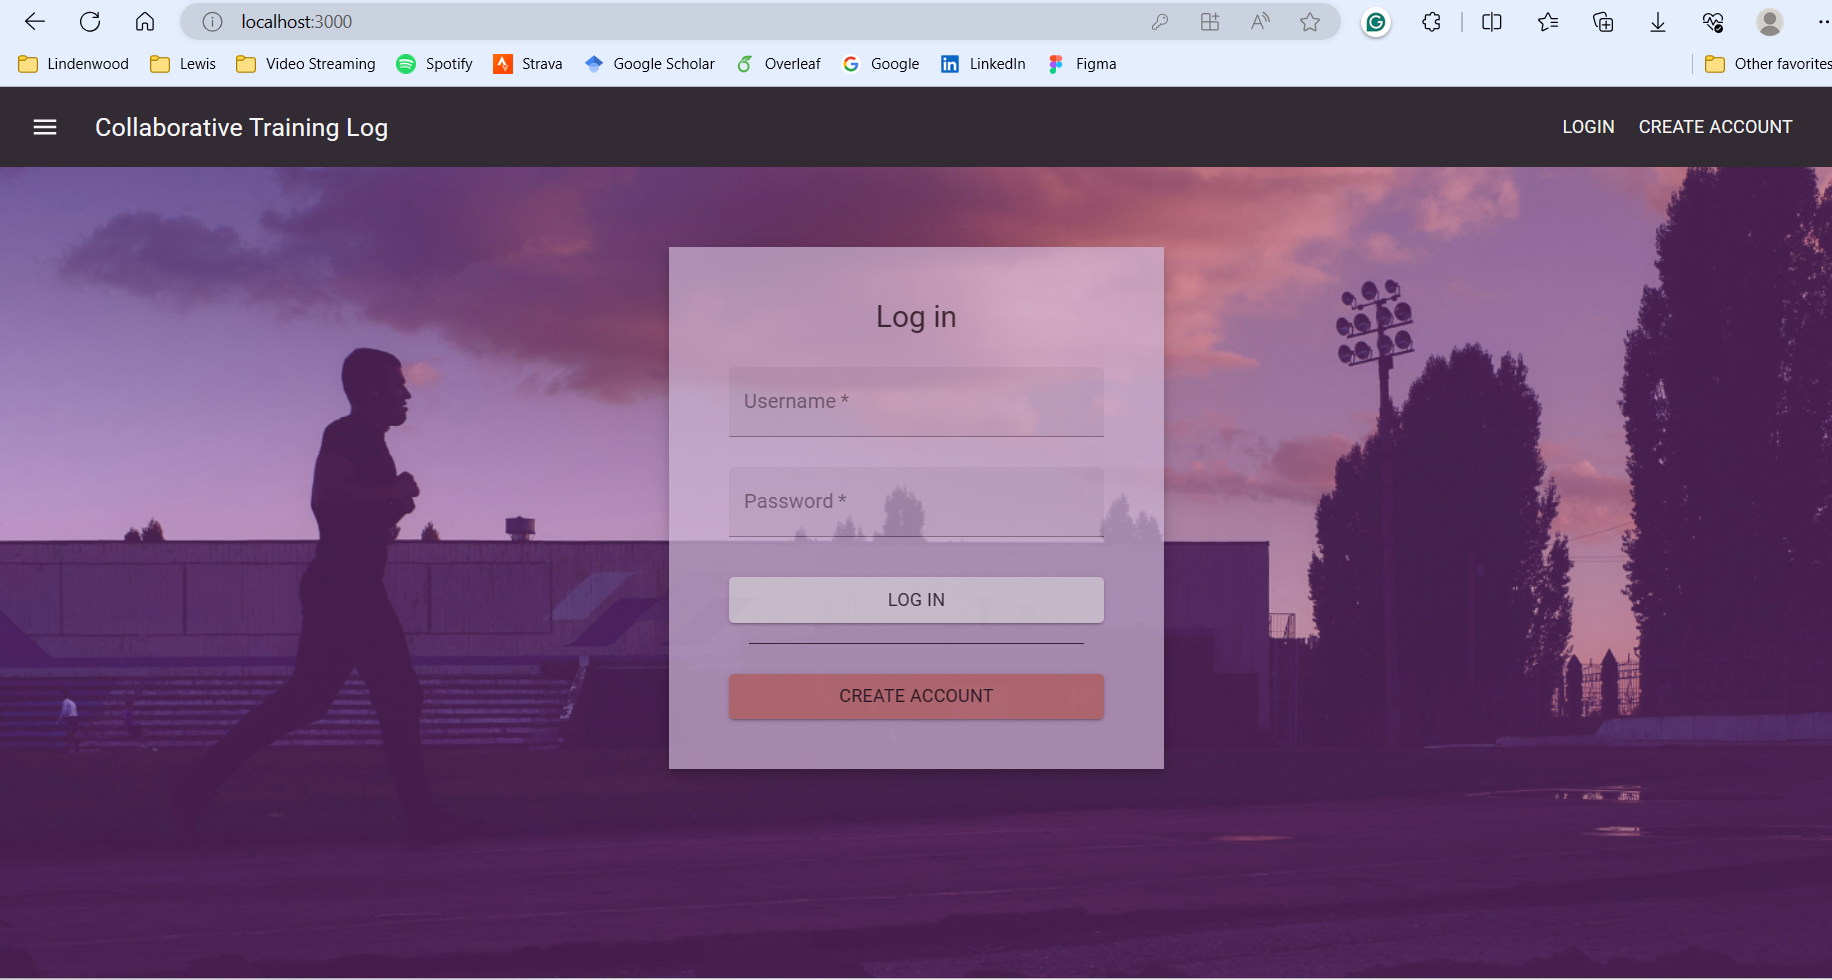 localhost:3000
Lindenwood Lewis Video Streaming Spotify Strava Google Scholar Overleaf Google LinkedIn Figma Other favorites
Collaborative Training Log LOGIN CREATE ACCOUNT
Log in
Username *
Password *
LOG IN
CREATE ACCOUNT